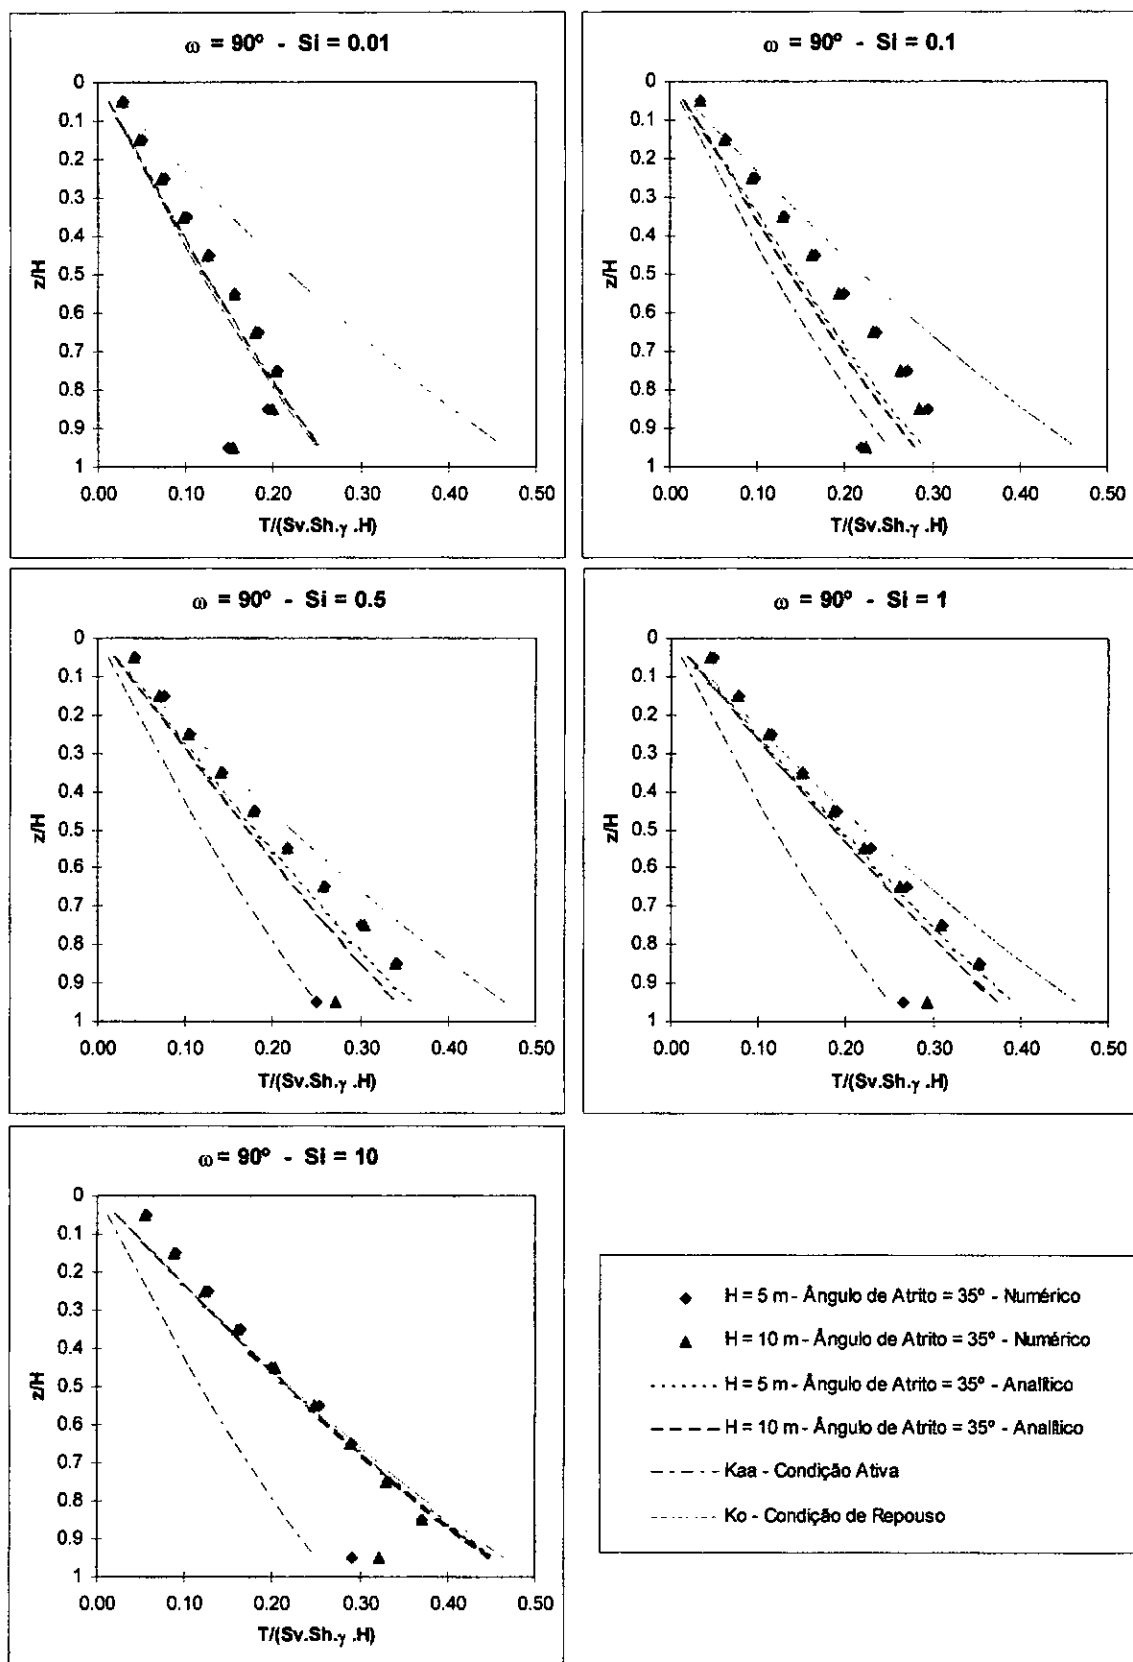 ω = 90º - Si = 0.01
0
0.1
0.2
0.3
0.4
0.5
0.6
0.7
0.8
0.9
1
z/H
0.00 0.10 0.20 0.30 0.40 0.50
T/(Sv.Sh.γ.H)
ω = 90º - Si = 0.1
0
0.1
0.2
0.3
0.4
0.5
0.6
0.7
0.8
0.9
1
z/H
0.00 0.10 0.20 0.30 0.40 0.50
T/(Sv.Sh.γ.H)
ω = 90º - Si = 0.5
0
0.1
0.2
0.3
0.4
0.5
0.6
0.7
0.8
0.9
1
z/H
0.00 0.10 0.20 0.30 0.40 0.50
T/(Sv.Sh.γ.H)
ω = 90º - Si = 1
0
0.1
0.2
0.3
0.4
0.5
0.6
0.7
0.8
0.9
1
z/H
0.00 0.10 0.20 0.30 0.40 0.50
T/(Sv.Sh.γ.H)
ω = 90º - Si = 10
0
0.1
0.2
0.3
0.4
0.5
0.6
0.7
0.8
0.9
1
z/H
0.00 0.10 0.20 0.30 0.40 0.50
T/(Sv.Sh.γ.H)
H = 5 m - Ângulo de Atrito = 35º - Numérico
H = 10 m - Ângulo de Atrito = 35º - Numérico
H = 5 m - Ângulo de Atrito = 35º - Analítico
H = 10 m - Ângulo de Atrito = 35º - Analítico
Kaa - Condição Ativa
Ko - Condição de Repouso